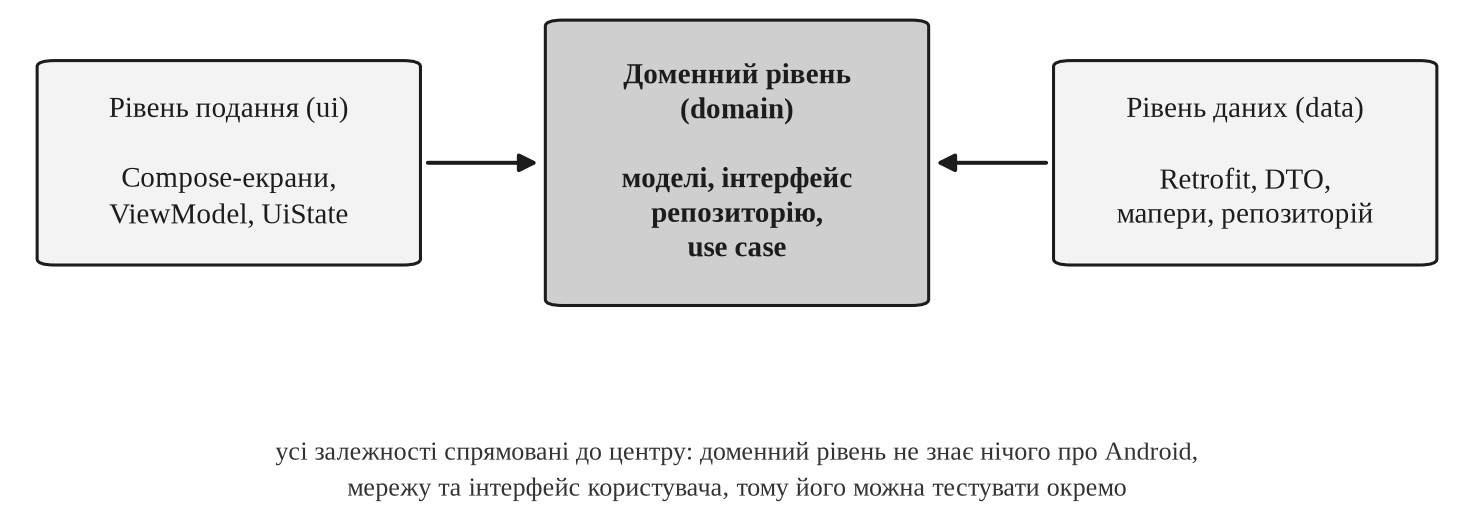 Рівень подання (ui)
Compose-екрани,
ViewModel, UiState
Доменний рівень
(domain)
моделі, інтерфейс
репозиторію,
use case
Рівень даних (data)
Retrofit, DTO,
мапери, репозиторій
усі залежності спрямовані до центру: доменний рівень не знає нічого про Android,
мережу та інтерфейс користувача, тому його можна тестувати окремо